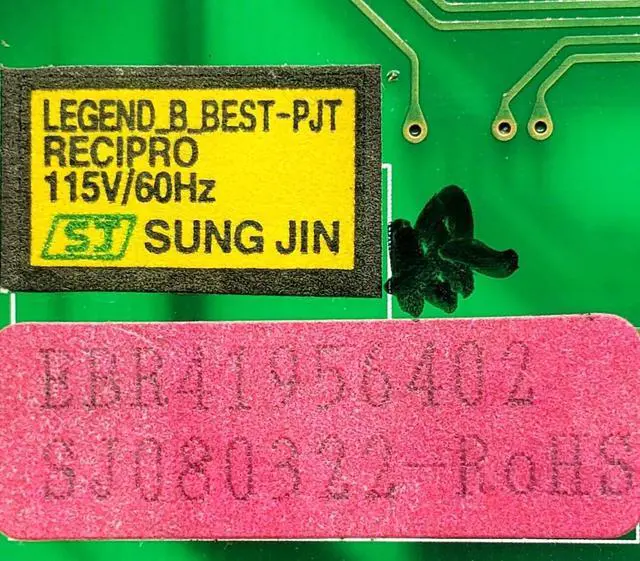 LEGEND_B_BEST-PJT
RECIPRO
115V/60Hz
SJ SUNG JIN
EBR41956402
SJ080322-RoHS